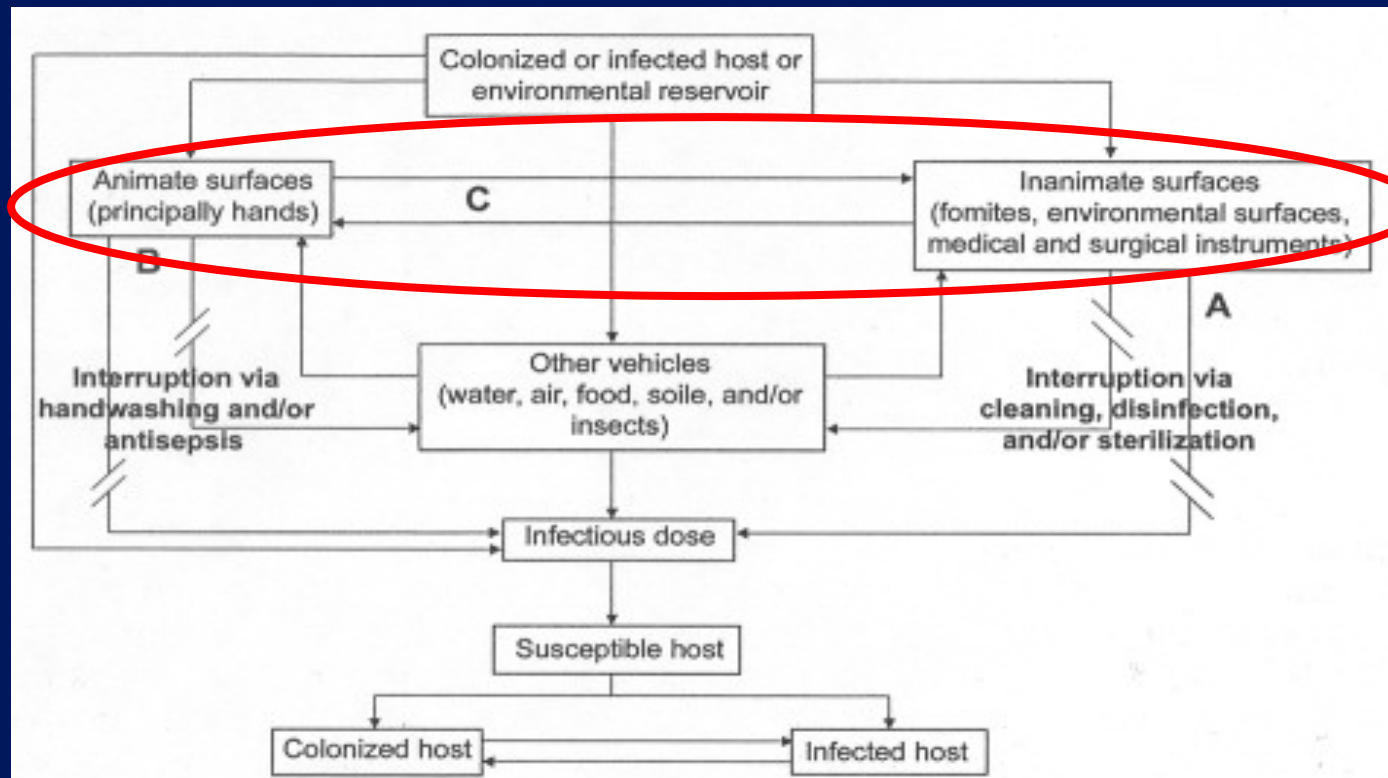 Colonized or infected host or
environmental reservoir
Animate surfaces
(principally hands)
C
Inanimate surfaces
(fomites, environmental surfaces,
medical and surgical instruments)
B
A
Interruption via
handwashing and/or
antisepsis
Other vehicles
(water, air, food, soile, and/or
insects)
Interruption via
cleaning, disinfection,
and/or sterilization
Infectious dose
Susceptible host
Colonized host
Infected host